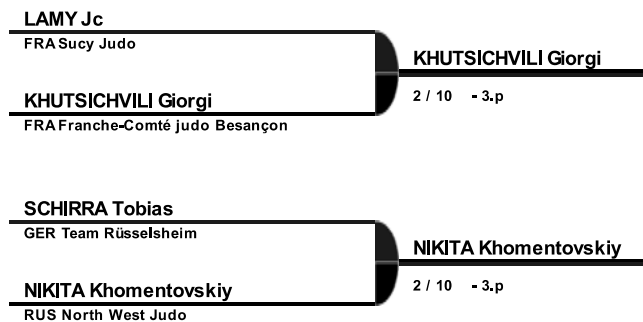 LAMY Jc
FRA Sucy Judo
KHUTSICHVILI Giorgi
2 / 10 - 3.p
KHUTSICHVILI Giorgi
FRA Franche-Comté judo Besançon
SCHIRRA Tobias
GER Team Rüsselsheim
NIKITA Khomentovskiy
2 / 10 - 3.p
NIKITA Khomentovskiy
RUS North West Judo